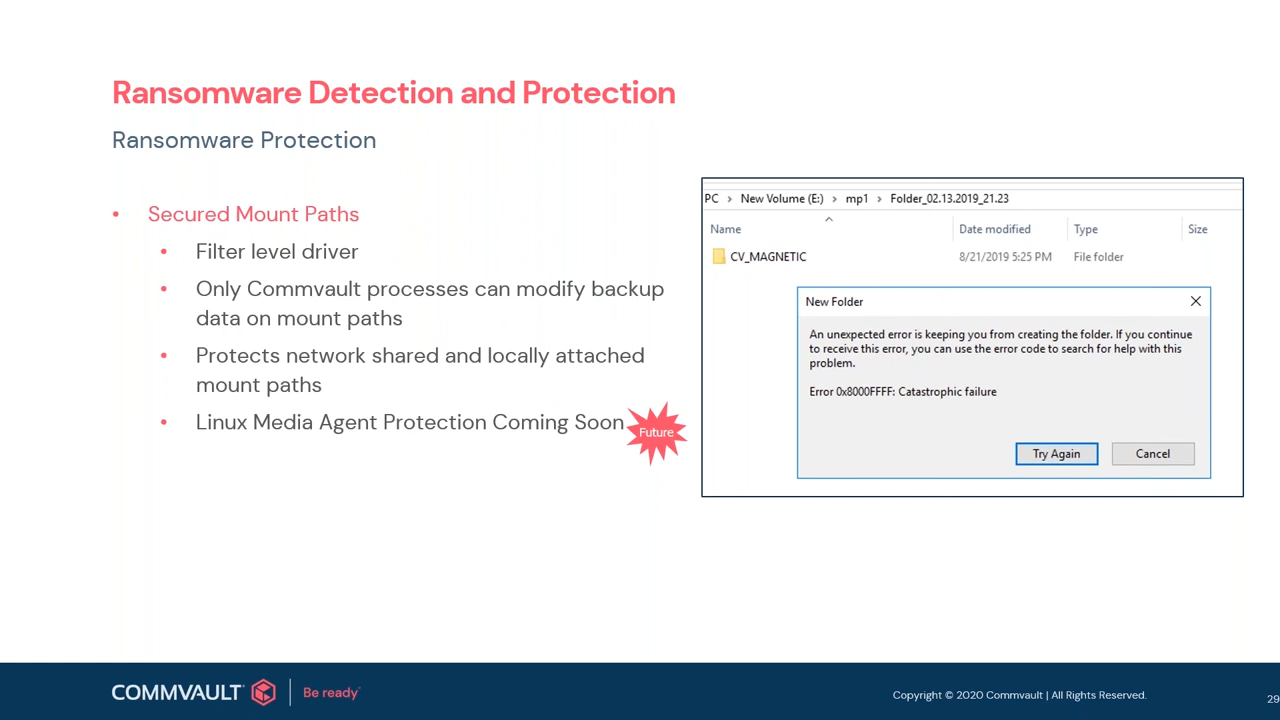 Ransomware Detection and Protection
Ransomware Protection
• Secured Mount Paths
• Filter level driver
• Only Commvault processes can modify backup
data on mount paths
• Protects network shared and locally attached
mount paths
• Linux Media Agent Protection Coming Soon
Future
PC > New Volume (E:) > mp1 > Folder_02.13.2019_21.23
Name Date modified Type Size
CV_MAGNETIC 8/21/2019 5:25 PM File folder
New Folder
An unexpected error is keeping you from creating the folder. If you continue
to receive this error, you can use the error code to search for help with this
problem.
Error 0x8000FFFF: Catastrophic failure
Try Again Cancel
COMMVAULT Be ready
Copyright © 2020 Commvault | All Rights Reserved.
29